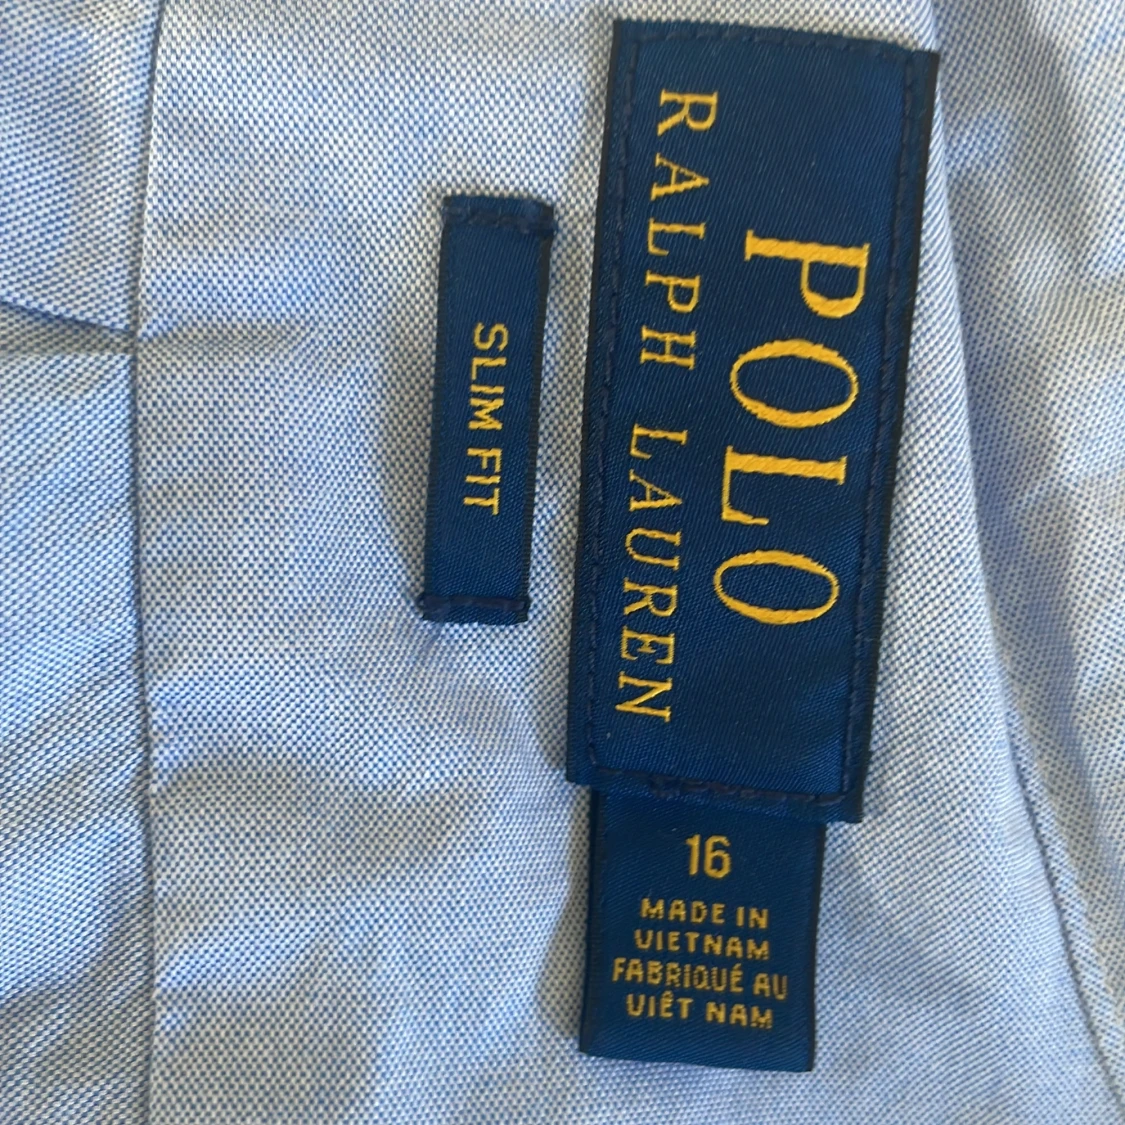 POLO
RALPH LAUREN
SLIM FIT
16
MADE IN
VIETNAM
FABRIQUÉ AU
VIÊT NAM